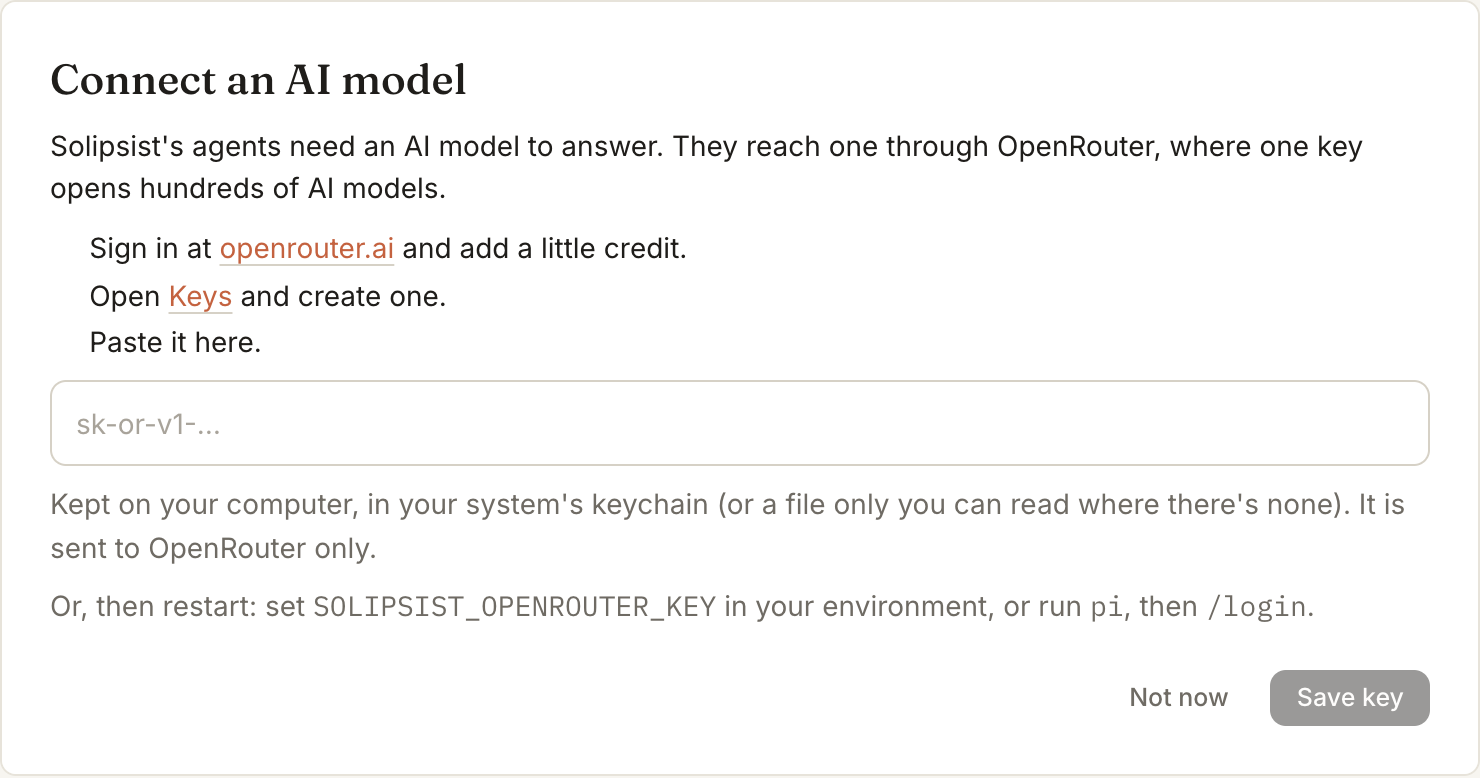 Connect an AI model
Solipsist's agents need an AI model to answer. They reach one through OpenRouter, where one key
opens hundreds of AI models.
Sign in at openrouter.ai and add a little credit.
Open Keys and create one.
Paste it here.
sk-or-v1-...
Kept on your computer, in your system's keychain (or a file only you can read where there's none). It is
sent to OpenRouter only.
Or, then restart: set SOLIPSIST_OPENROUTER_KEY in your environment, or run pi, then /login.
Not now
Save key